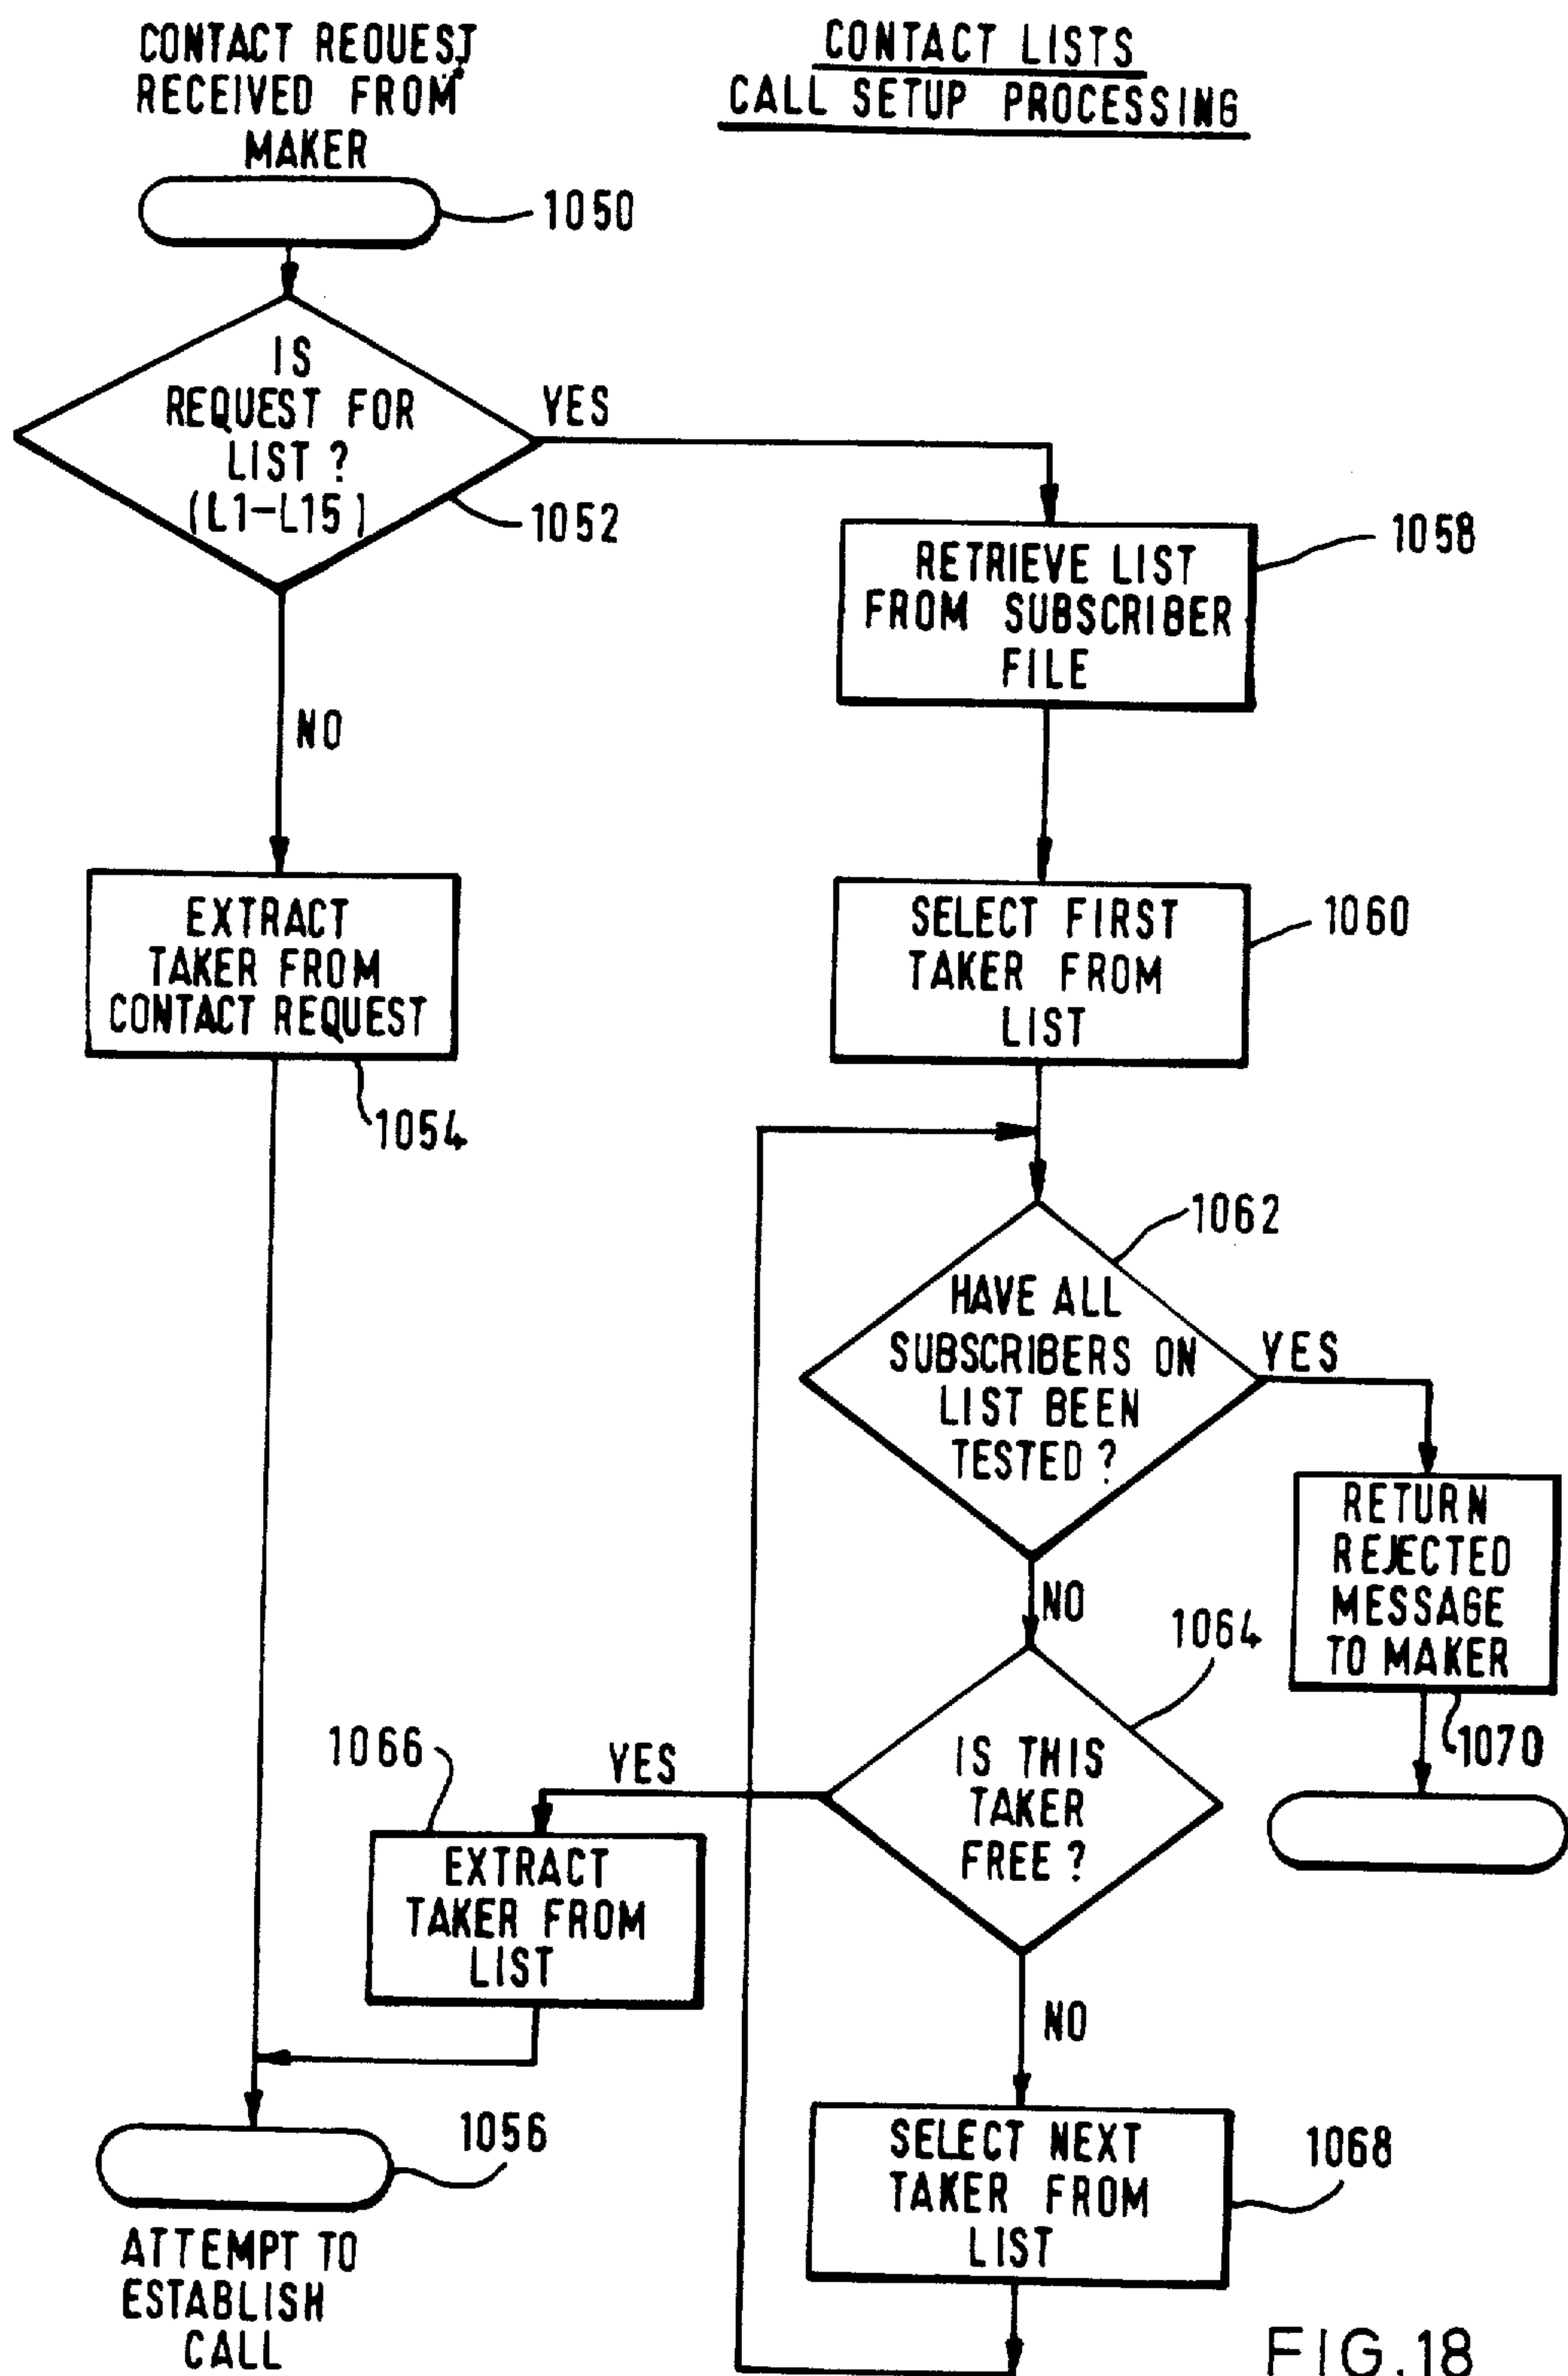 CONTACT REQUEST
RECEIVED FROM
MAKER
CONTACT LISTS
CALL SETUP PROCESSING
1050
IS
REQUEST FOR
LIST ?
(L1-L15)
YES
1052
NO
1058
RETRIEVE LIST
FROM SUBSCRIBER
FILE
EXTRACT
TAKER FROM
CONTACT REQUEST
1054
SELECT FIRST
TAKER FROM
LIST
1060
1062
HAVE ALL
SUBSCRIBERS ON
LIST BEEN
TESTED ?
YES
NO
RETURN
REJECTED
MESSAGE
TO MAKER
1070
1064
IS THIS
TAKER
FREE ?
YES
1066
EXTRACT
TAKER FROM
LIST
NO
1056
ATTEMPT TO
ESTABLISH
CALL
SELECT NEXT
TAKER FROM
LIST
1068
FIG.18